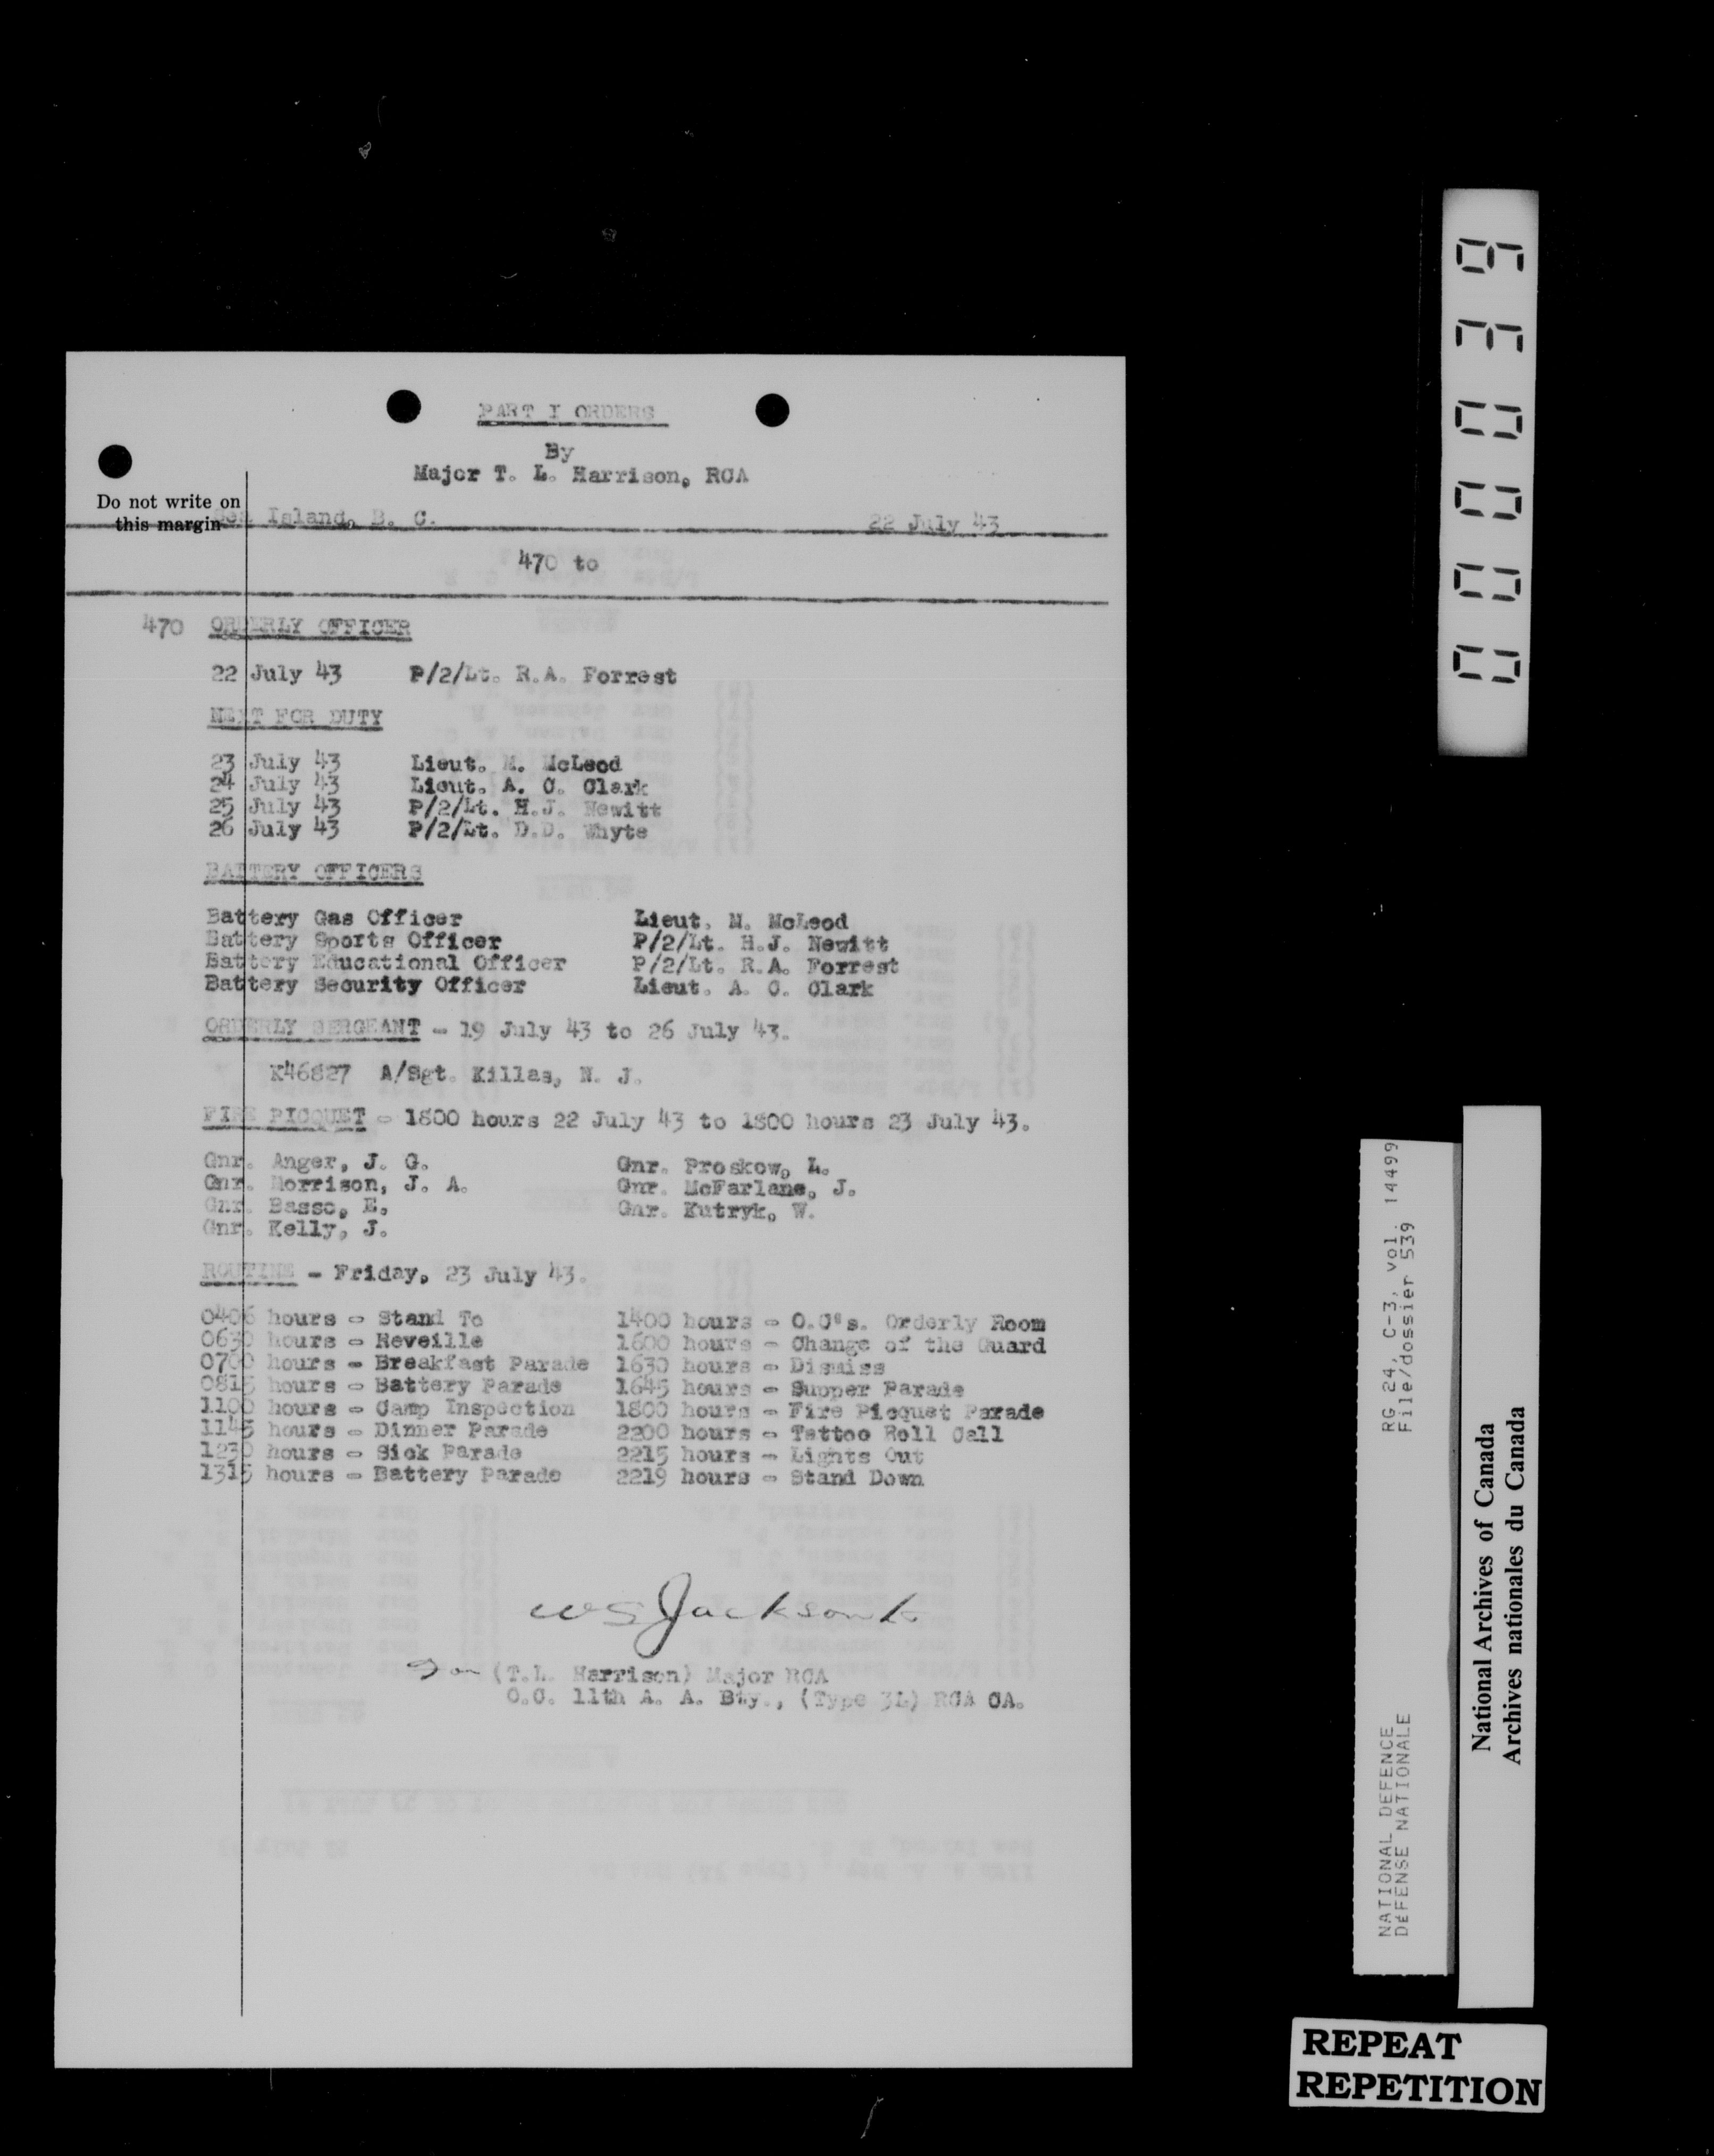 PART I ORDERS
By
Major T. L. Harrison, RCA
Do not write on
this margin
Sea Island, B. C. 22 July 43
470 to
470 ORDERLY OFFICER
22 July 43 P/2/Lt. R.A. Forrest
NEXT FOR DUTY
23 July 43 Lieut. M. McLeod
24 July 43 Lieut. A. C. Clark
25 July 43 P/2/Lt. H.J. Newitt
26 July 43 P/2/Lt. D.D. Whyte
BATTERY OFFICERS
Battery Gas Officer Lieut. M. McLeod
Battery Sports Officer P/2/Lt. H.J. Newitt
Battery Educational Officer P/2/Lt. R.A. Forrest
Battery Security Officer Lieut. A. C. Clark
ORDERLY SERGEANT - 19 July 43 to 26 July 43.
K46827 A/Sgt. Killas, N. J.
FIRE PICQUET - 1800 hours 22 July 43 to 1800 hours 23 July 43.
Gnr. Anger, J. G. Gnr. Proskow, L.
Gnr. Morrison, J. A. Gnr. McFarlane, J.
Gnr. Basso, E. Gnr. Kutryk, W.
Gnr. Kelly, J.
ROUTINE - Friday, 23 July 43.
0406 hours - Stand To 1400 hours - O.C's. Orderly Room
0630 hours - Reveille 1600 hours - Change of the Guard
0700 hours - Breakfast Parade 1630 hours - Dismiss
0815 hours - Battery Parade 1645 hours - Supper Parade
1100 hours - Camp Inspection 1800 hours - Fire Picquet Parade
1145 hours - Dinner Parade 2200 hours - Tattoo Roll Call
1230 hours - Sick Parade 2215 hours - Lights Out
1315 hours - Battery Parade 2219 hours - Stand Down
WS Jackson Lt
for (T.L. Harrison) Major RCA
O.C. 11th A. A. Bty., (Type 3L) RCA CA.
RG 24, C-3, vol. 14499
File/dossier 539
NATIONAL DEFENCE
DEFENSE NATIONALE
National Archives of Canada
Archives nationales du Canada
REPEAT
REPETITION